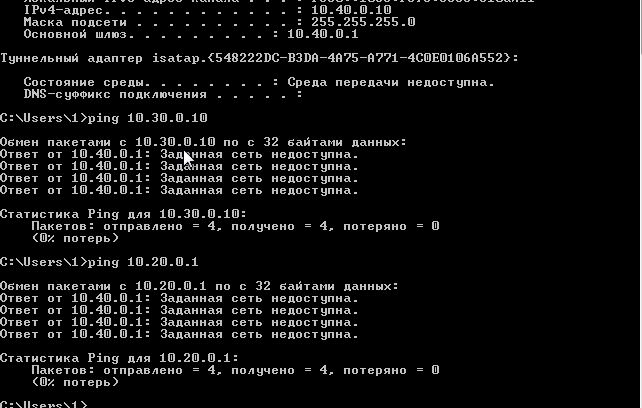 IPv4-адрес. . . . . . . . . . . . : 10.40.0.10
Маска подсети . . . . . . . . . . : 255.255.255.0
Основной шлюз. . . . . . . . . : 10.40.0.1
Туннельный адаптер isatap.{548222DC-B3DA-4A75-A771-4C0E0106A552}:
Состояние среды. . . . . . . . : Среда передачи недоступна.
DNS-суффикс подключения . . . . . :
C:\Users\1>ping 10.30.0.10
Обмен пакетами с 10.30.0.10 по с 32 байтами данных:
Ответ от 10.40.0.1: Заданная сеть недоступна.
Ответ от 10.40.0.1: Заданная сеть недоступна.
Ответ от 10.40.0.1: Заданная сеть недоступна.
Ответ от 10.40.0.1: Заданная сеть недоступна.
Статистика Ping для 10.30.0.10:
Пакетов: отправлено = 4, получено = 4, потеряно = 0
(0% потерь)
C:\Users\1>ping 10.20.0.1
Обмен пакетами с 10.20.0.1 по с 32 байтами данных:
Ответ от 10.40.0.1: Заданная сеть недоступна.
Ответ от 10.40.0.1: Заданная сеть недоступна.
Ответ от 10.40.0.1: Заданная сеть недоступна.
Ответ от 10.40.0.1: Заданная сеть недоступна.
Статистика Ping для 10.20.0.1:
Пакетов: отправлено = 4, получено = 4, потеряно = 0
(0% потерь)
C:\Users\1>